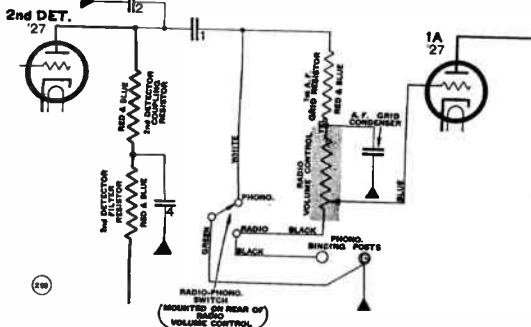 2nd DET.
'27
2
1
1A
'27
RED & BLUE
2nd DETECTOR
COUPLING
RESISTOR
1st A.F.
GRID RESISTOR
RED & BLUE
A. F. GRID
CONDENSER
WHITE
RADIO
VOLUME CONTROL
BLUE
2nd DETECTOR
FILTER
RESISTOR
RED & BLUE
4
PHONO.
RADIO
BLACK
GREEN
BLACK
PHONO.
BINDING POSTS
RADIO-PHONO.
SWITCH
(MOUNTED ON REAR OF
RADIO
VOLUME CONTROL)